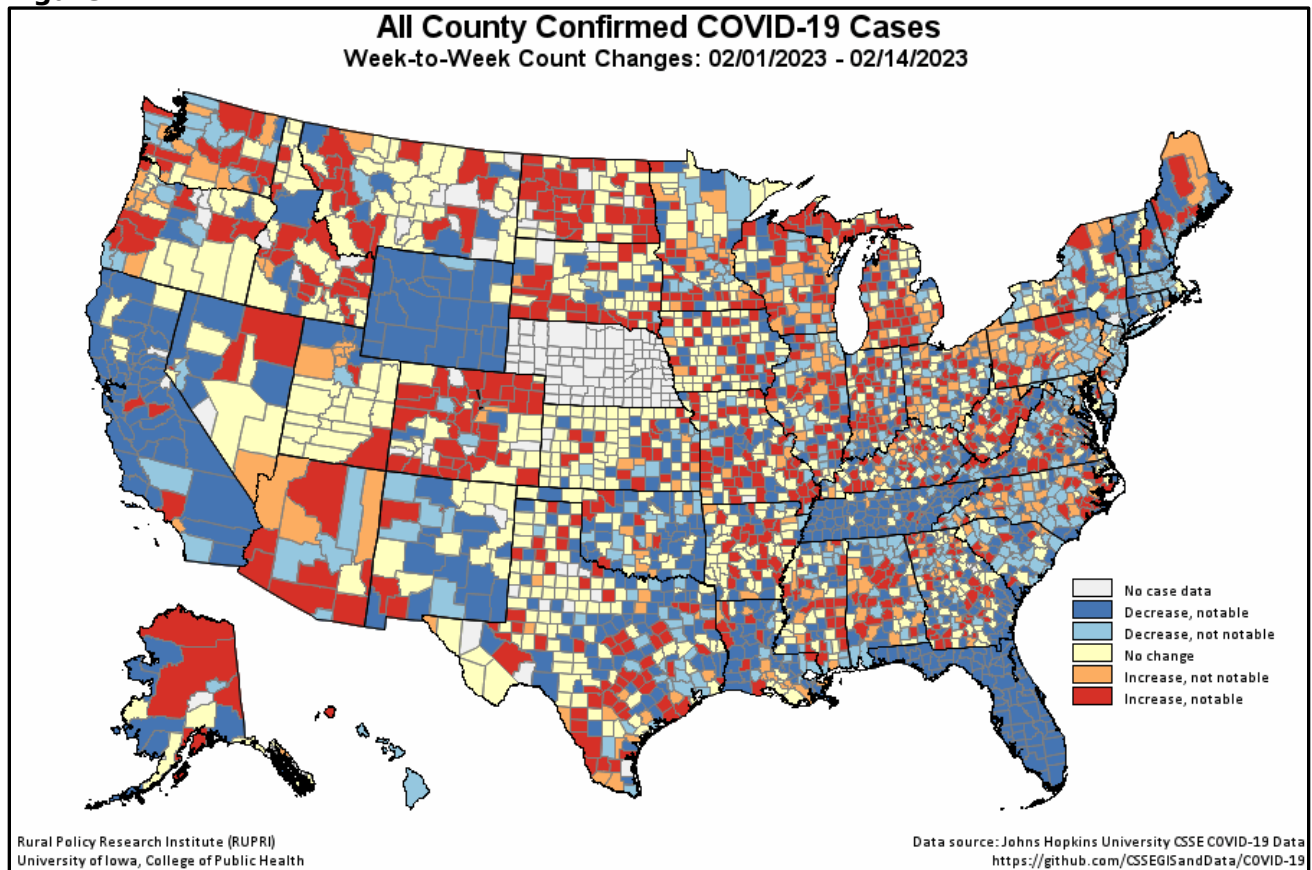 All County Confirmed COVID-19 Cases
Week-to-Week Count Changes: 02/01/2023 - 02/14/2023
No case data
Decrease, notable
Decrease, not notable
No change
Increase, not notable
Increase, notable
Rural Policy Research Institute (RUPRI)
University of Iowa, College of Public Health
Data source: Johns Hopkins University CSSE COVID-19 Data
https://github.com/CSSEGISandData/COVID-19